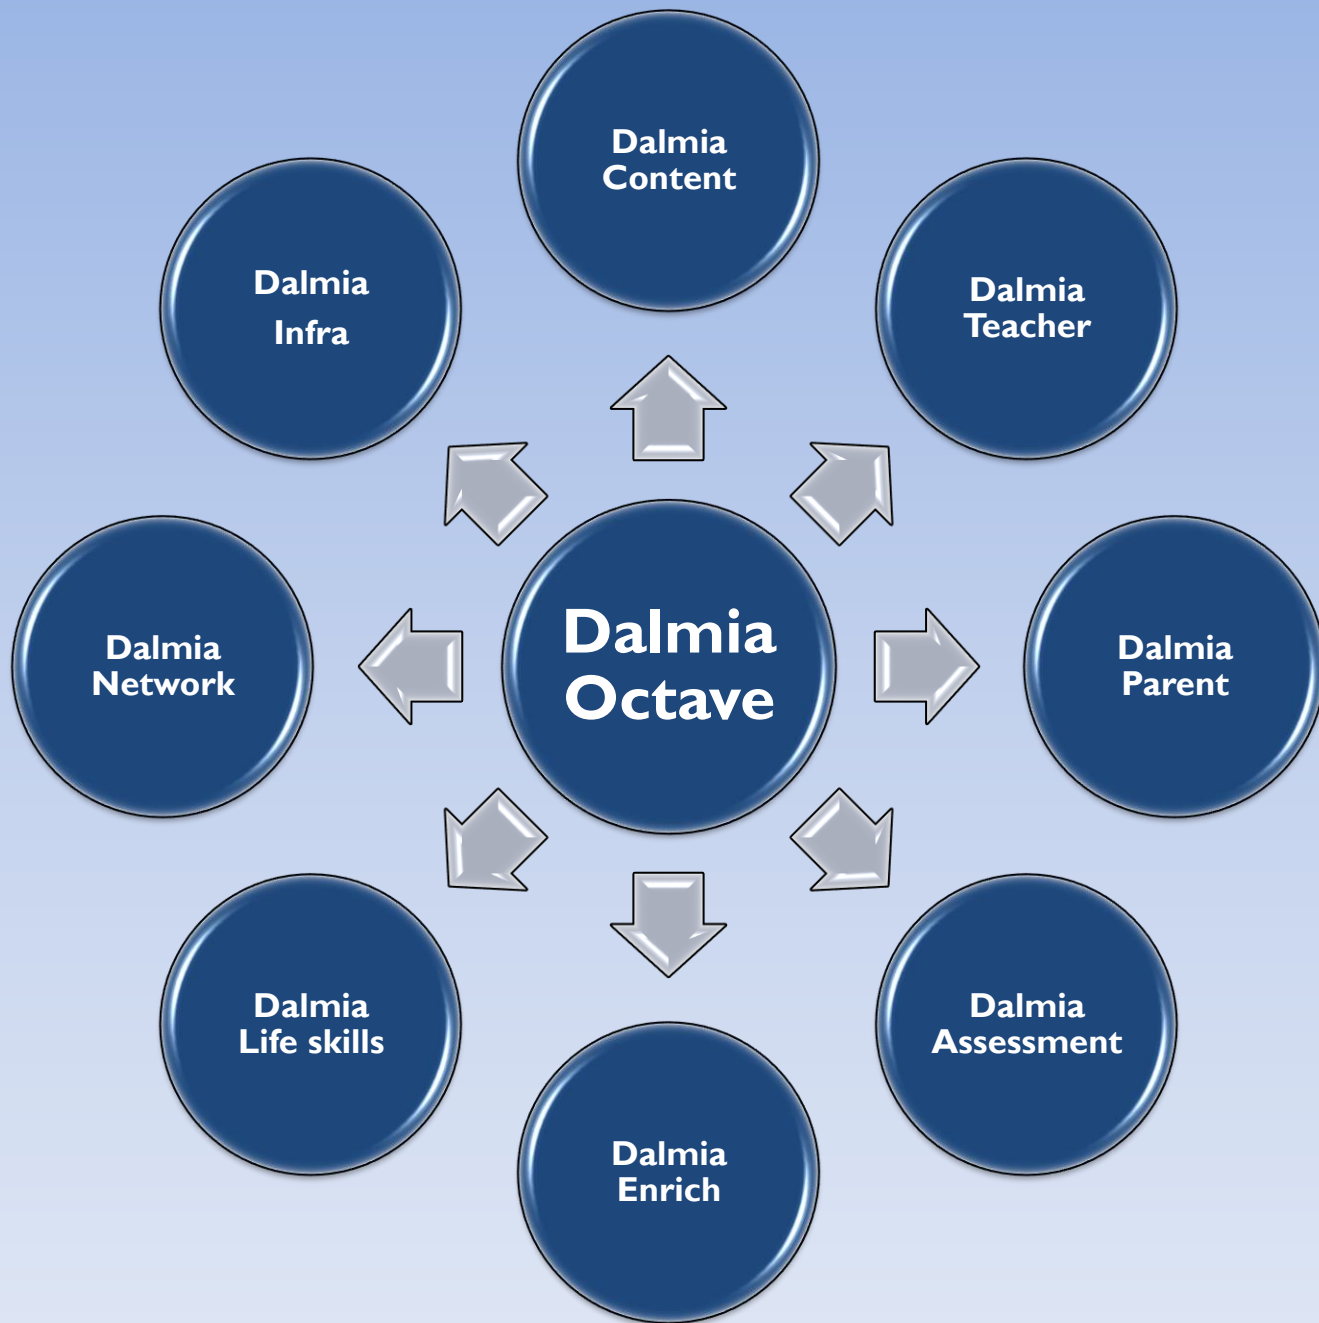 Dalmia
Content
Dalmia
Teacher
Dalmia
Parent
Dalmia
Assessment
Dalmia
Enrich
Dalmia
Life skills
Dalmia
Network
Dalmia
Infra
Dalmia
Octave